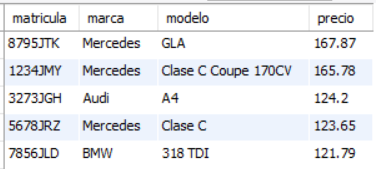 matricula marca modelo precio
8795JTK Mercedes GLA 167.87
1234JMY Mercedes Clase C Coupe 170CV 165.78
3273JGH Audi A4 124.2
5678JRZ Mercedes Clase C 123.65
7856JLD BMW 318 TDI 121.79